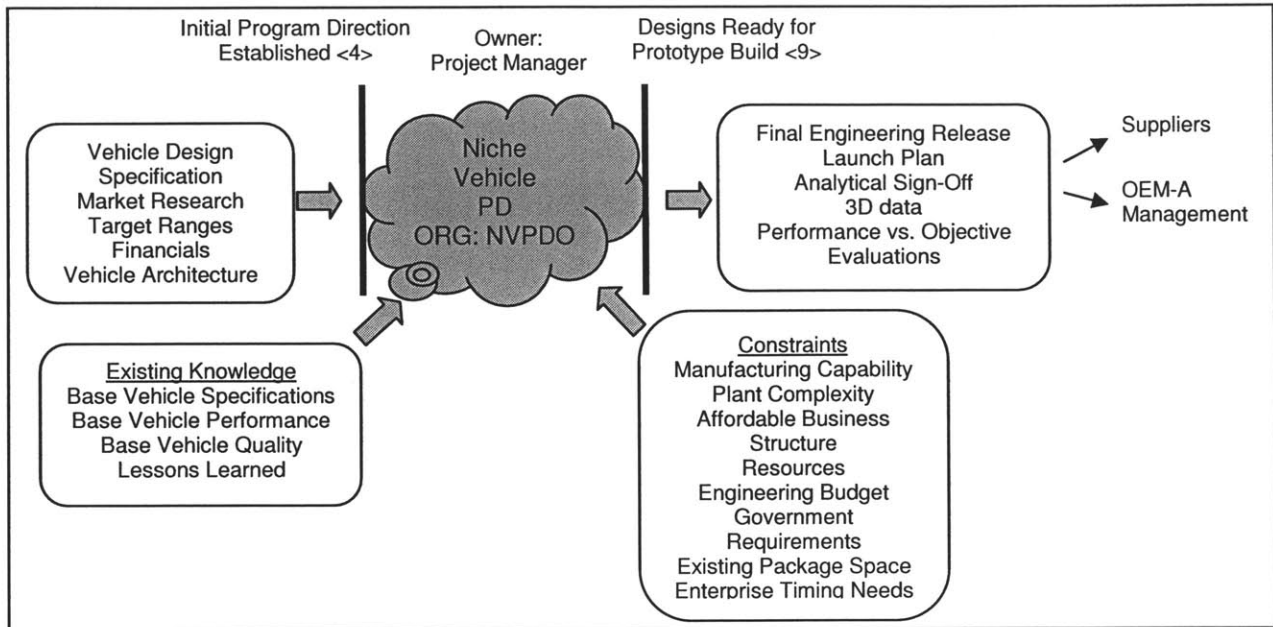 Initial Program Direction
Established <4>
Owner:
Project Manager
Designs Ready for
Prototype Build <9>
Vehicle Design
Specification
Market Research
Target Ranges
Financials
Vehicle Architecture
Niche
Vehicle
PD
ORG: NVPDO
Final Engineering Release
Launch Plan
Analytical Sign-Off
3D data
Performance vs. Objective
Evaluations
Suppliers
OEM-A
Management
Existing Knowledge
Base Vehicle Specifications
Base Vehicle Performance
Base Vehicle Quality
Lessons Learned
Constraints
Manufacturing Capability
Plant Complexity
Affordable Business
Structure
Resources
Engineering Budget
Government
Requirements
Existing Package Space
Enterprise Timing Needs